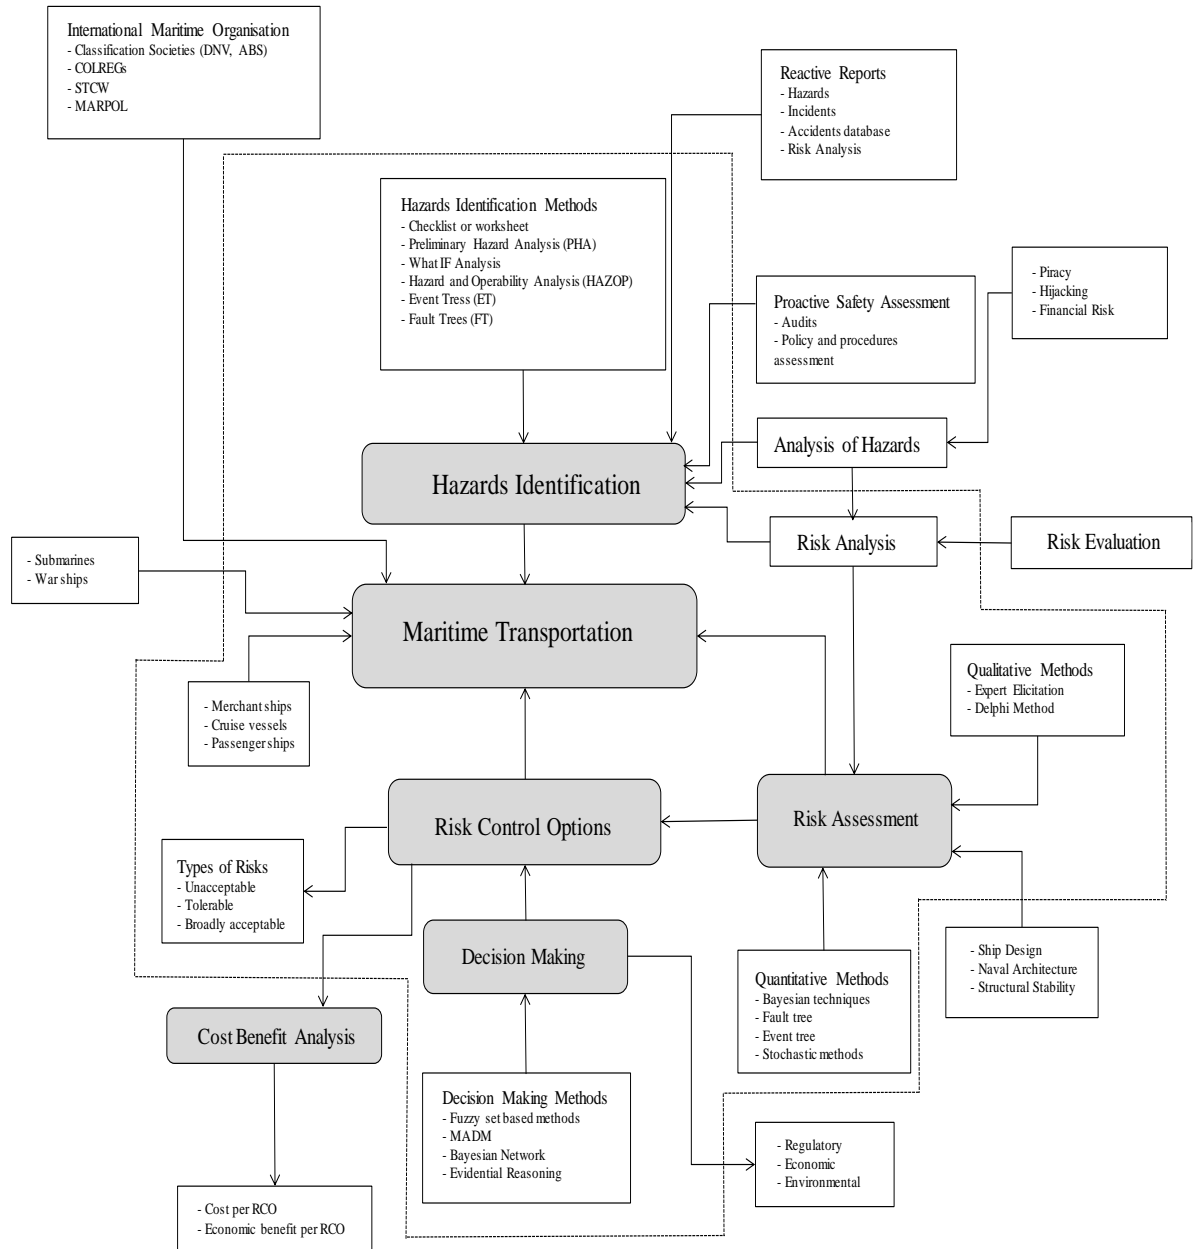 International Maritime Organisation
- Classification Societies (DNV, ABS)
- COLREGs
- STCW
- MARPOL
Reactive Reports
- Hazards
- Incidents
- Accidents database
- Risk Analysis
Hazards Identification Methods
- Checklist or worksheet
- Preliminary Hazard Analysis (PHA)
- What IF Analysis
- Hazard and Operability Analysis (HAZOP)
- Event Tress (ET)
- Fault Trees (FT)
Proactive Safety Assessment
- Audits
- Policy and procedures
assessment
- Piracy
- Hijacking
- Financial Risk
Analysis of Hazards
Hazards Identification
Risk Analysis
Risk Evaluation
- Submarines
- War ships
Maritime Transportation
Qualitative Methods
- Expert Elicitation
- Delphi Method
- Merchant ships
- Cruise vessels
- Passenger ships
Risk Control Options
Risk Assessment
Types of Risks
- Unacceptable
- Tolerable
- Broadly acceptable
Decision Making
Quantitative Methods
- Bayesian techniques
- Fault tree
- Event tree
- Stochastic methods
- Ship Design
- Naval Architecture
- Structural Stability
Cost Benefit Analysis
Decision Making Methods
- Fuzzy set based methods
- MADM
- Bayesian Network
- Evidential Reasoning
- Regulatory
- Economic
- Environmental
- Cost per RCO
- Economic benefit per RCO